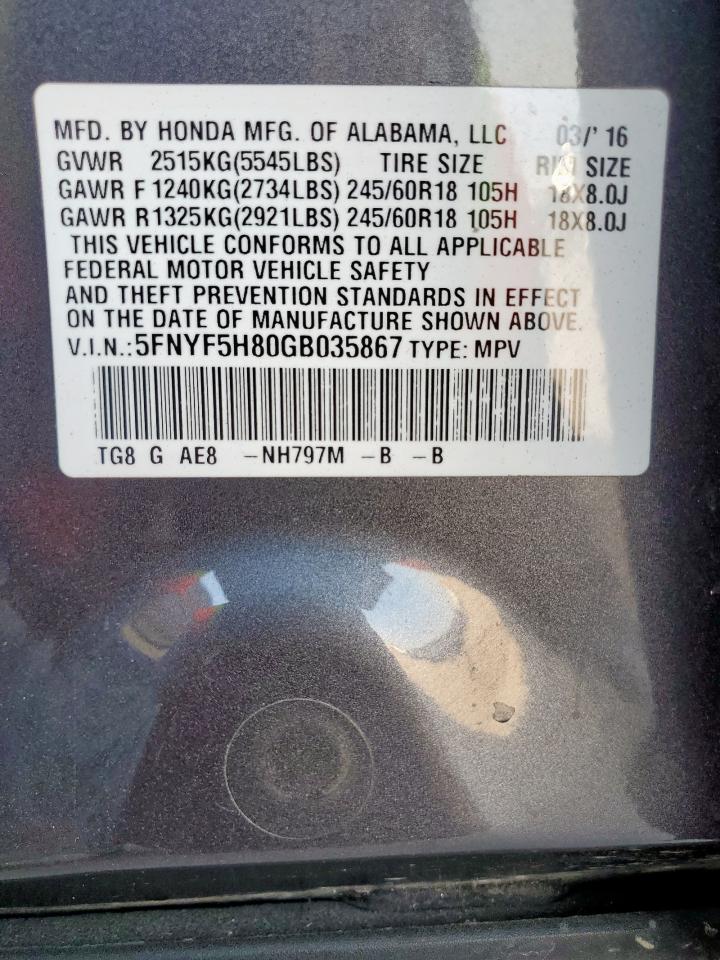 MFD. BY HONDA MFG. OF ALABAMA, LLC 03/' 16
GVWR 2515KG(5545LBS) TIRE SIZE RIM SIZE
GAWR F 1240KG(2734LBS) 245/60R18 105H 18X8.0J
GAWR R1325KG(2921LBS) 245/60R18 105H 18X8.0J
THIS VEHICLE CONFORMS TO ALL APPLICABLE
FEDERAL MOTOR VEHICLE SAFETY
AND THEFT PREVENTION STANDARDS IN EFFECT
ON THE DATE OF MANUFACTURE SHOWN ABOVE.
V.I.N.:5FNYF5H80GB035867 TYPE: MPV
TG8 G AE8 -NH797M -B -B